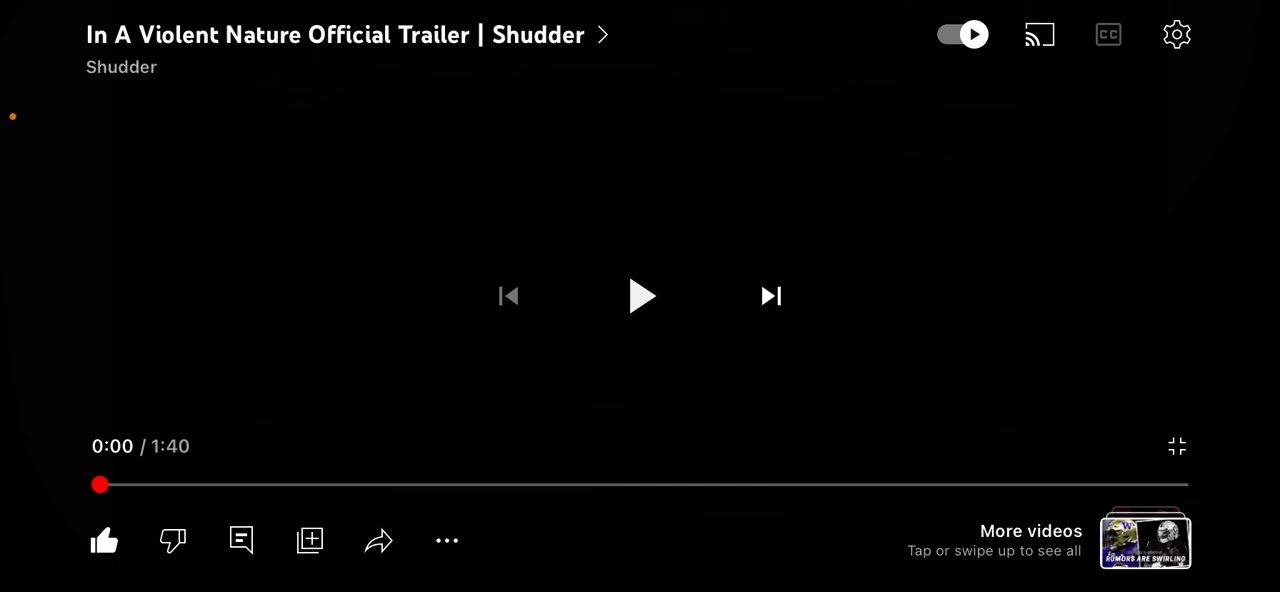 In A Violent Nature Official Trailer | Shudder
Shudder
CC
0:00 / 1:40
More videos
Tap or swipe up to see all
W
RUMORS ARE SWIRLING